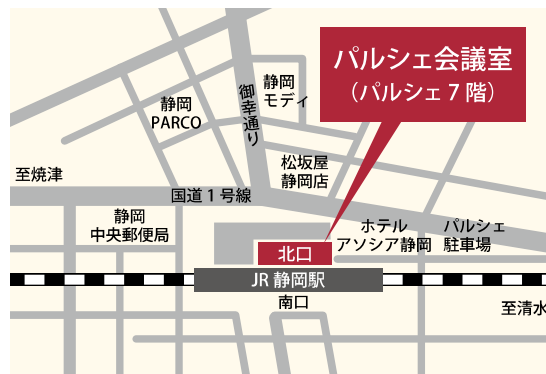 パルシェ会議室
（パルシェ7階）
静岡
モディ
御幸通り
静岡
PARCO
松坂屋
静岡店
至焼津
国道1号線
静岡
中央郵便局
ホテル
アソシア静岡
パルシェ
駐車場
北口
JR 静岡駅
南口
至清水